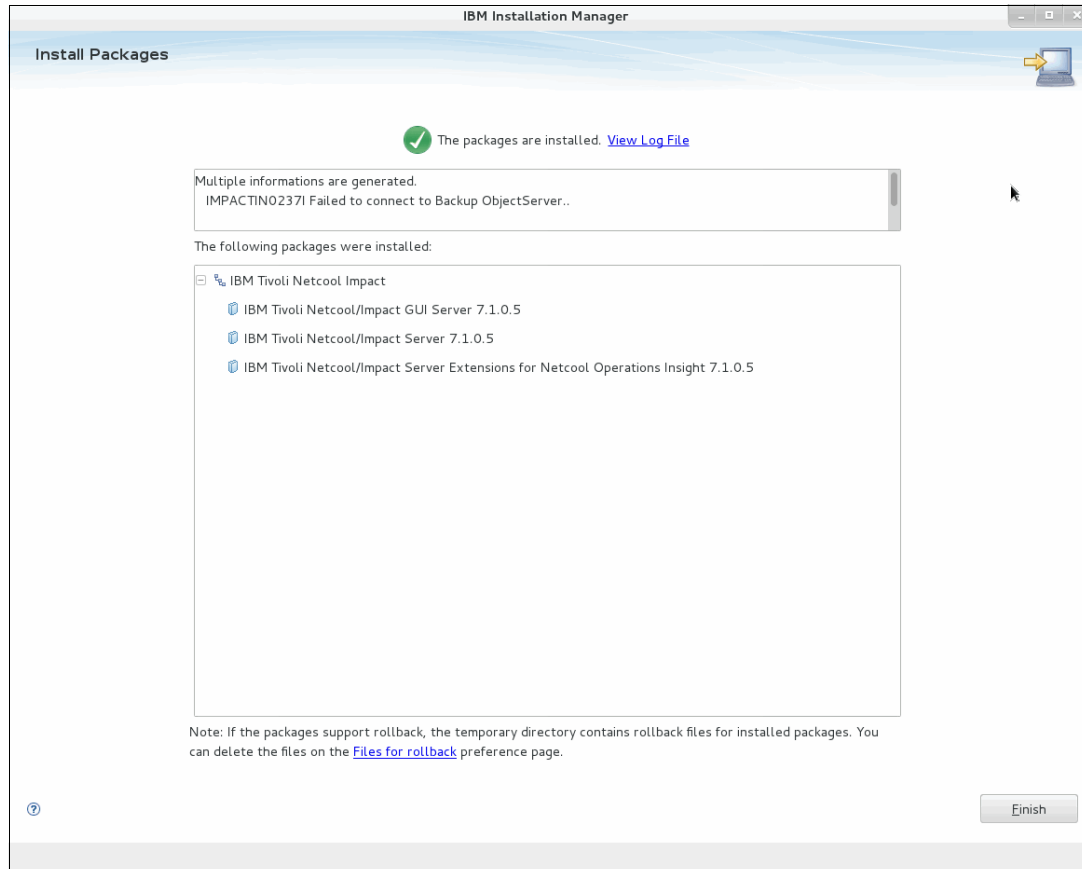 IBM Installation Manager
Install Packages
The packages are installed. View Log File
Multiple informations are generated.
IMPACTIN0237I Failed to connect to Backup ObjectServer..
The following packages were installed:
IBM Tivoli Netcool Impact
IBM Tivoli Netcool/Impact GUI Server 7.1.0.5
IBM Tivoli Netcool/Impact Server 7.1.0.5
IBM Tivoli Netcool/Impact Server Extensions for Netcool Operations Insight 7.1.0.5
Note: If the packages support rollback, the temporary directory contains rollback files for installed packages. You
can delete the files on the Files for rollback preference page.
Finish